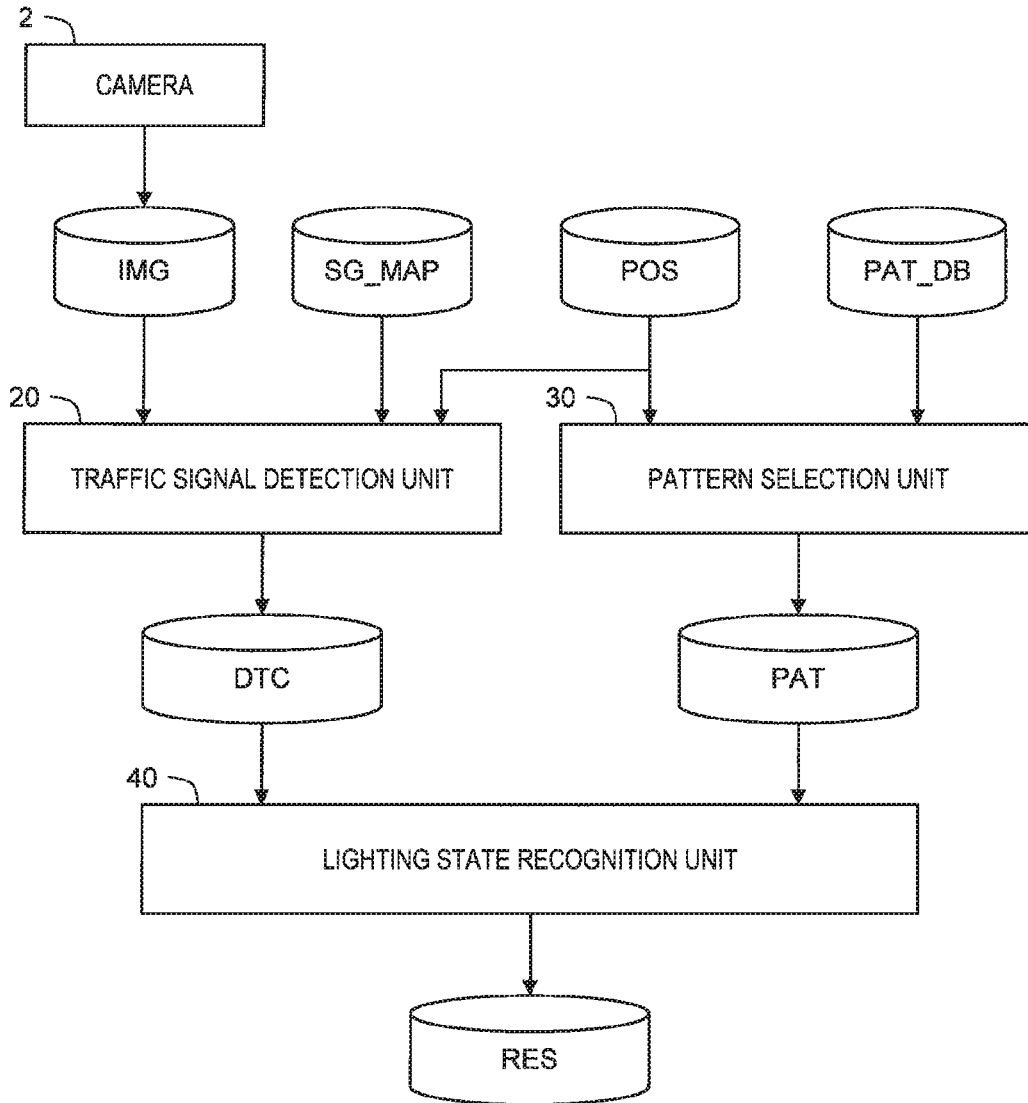 2
CAMERA
IMG
SG_MAP
POS
PAT_DB
20
30
TRAFFIC SIGNAL DETECTION UNIT
PATTERN SELECTION UNIT
DTC
PAT
40
LIGHTING STATE RECOGNITION UNIT
RES